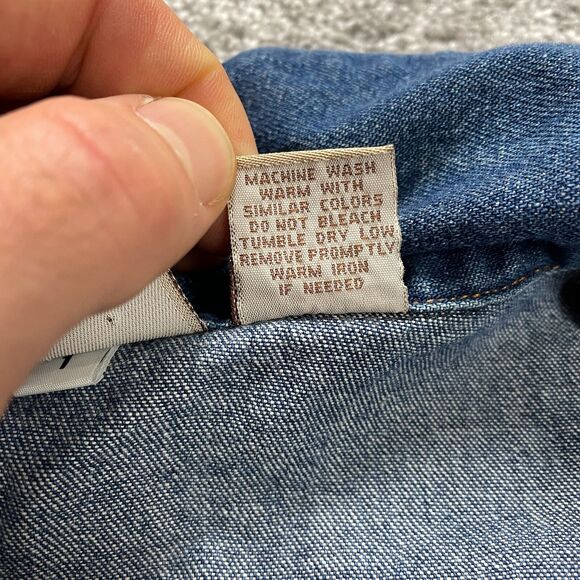 MACHINE WASH
WARM WITH
SIMILAR COLORS
DO NOT BLEACH
TUMBLE DRY LOW
REMOVE PROMPTLY
WARM IRON
IF NEEDED